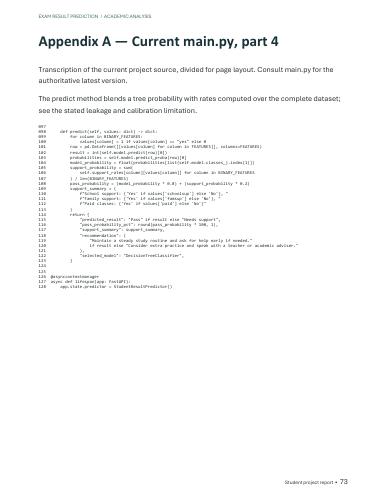 EXAM RESULT PREDICTION | ACADEMIC ANALYSIS
Appendix A — Current main.py, part 4
Transcription of the current project source, divided for page layout. Consult main.py for the
authoritative latest version.
The predict method blends a tree probability with rates computed over the complete dataset;
see the stated leakage and calibration limitation.
097
098 def predict(self, values: dict) -> dict:
099 for column in BINARY_FEATURES:
100 values[column] = 1 if values[column] == "yes" else 0
101 row = pd.DataFrame([[values[column] for column in FEATURES]], columns=FEATURES)
102 result = int(self.model.predict(row)[0])
103 probabilities = self.model.predict_proba(row)[0]
104 model_probability = float(probabilities[list(self.model.classes_).index(1)])
105 support_probability = sum(
106 self.support_rates[column][values[column]] for column in BINARY_FEATURES
107 ) / len(BINARY_FEATURES)
108 pass_probability = (model_probability * 0.8) + (support_probability * 0.2)
109 support_summary = (
110 f"School support: {'Yes' if values['schoolsup'] else 'No'}, "
111 f"Family support: {'Yes' if values['famsup'] else 'No'}, "
112 f"Paid classes: {'Yes' if values['paid'] else 'No'}"
113 )
114 return {
115 "predicted_result": "Pass" if result else "Needs support",
116 "pass_probability_pct": round(pass_probability * 100, 1),
117 "support_summary": support_summary,
118 "recommendation": (
119 "Maintain a steady study routine and ask for help early if needed."
120 if result else "Consider extra practice and speak with a teacher or academic adviser."
121 ),
122 "selected_model": "DecisionTreeClassifier",
123 }
124
125
126 @asynccontextmanager
127 async def lifespan(app: FastAPI):
128 app.state.predictor = StudentResultPredictor()
Student project report • 73